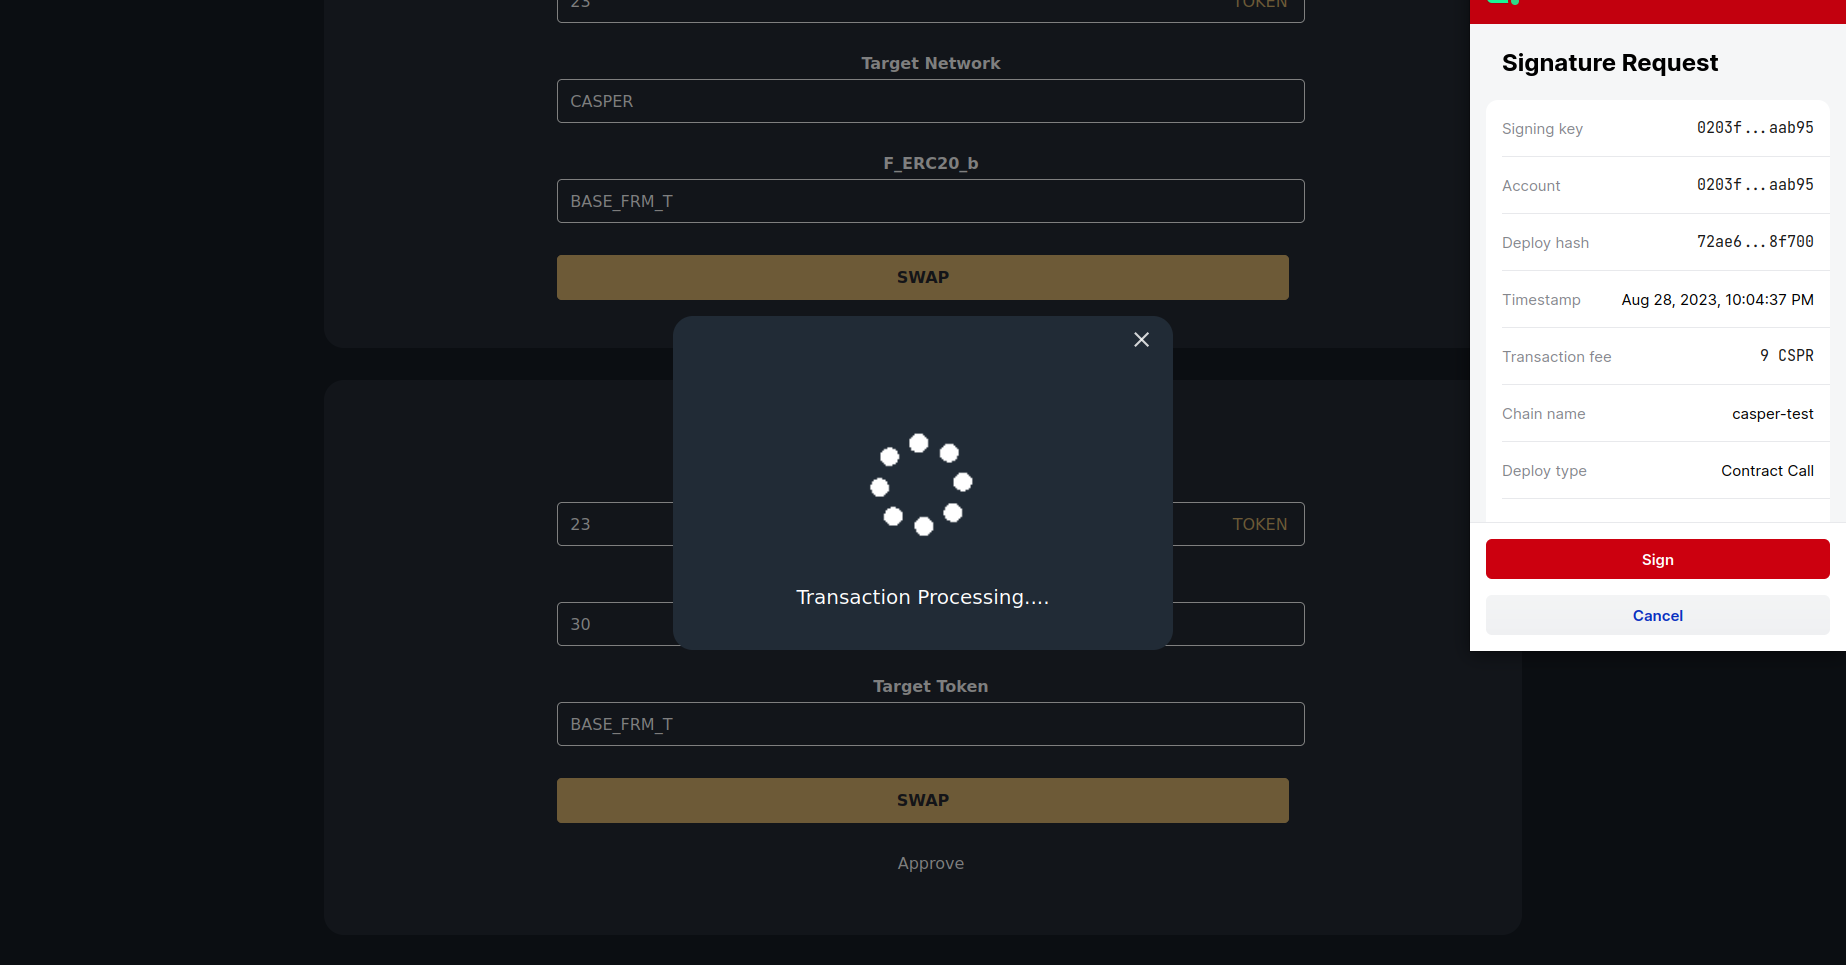 23 TOKEN
Target Network
CASPER
F_ERC20_b
BASE_FRM_T
SWAP
Transaction Processing....
23 TOKEN
30
Target Token
BASE_FRM_T
SWAP
Approve
Signature Request
Signing key 0203f...aab95
Account 0203f...aab95
Deploy hash 72ae6...8f700
Timestamp Aug 28, 2023, 10:04:37 PM
Transaction fee 9 CSPR
Chain name casper-test
Deploy type Contract Call
Sign
Cancel